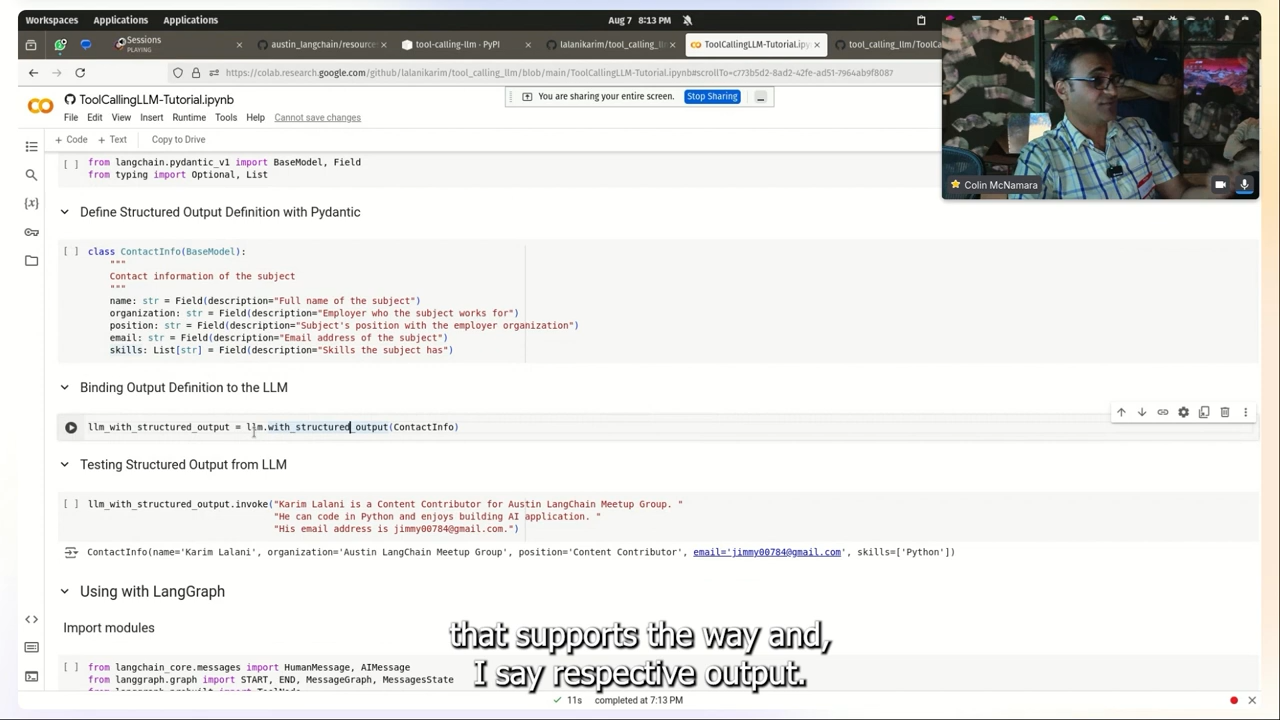 Workspaces Applications Applications Aug 7 8:13 PM
Sessions
PLAYING
austin_langchain/resource
tool-calling-llm · PyPI
lalanikarim/tool_calling_
ToolCallingLLM-Tutorial.ipy
tool_calling_llm/ToolCa
https://colab.research.google.com/github/lalanikarim/tool_calling_llm/blob/main/ToolCallingLLM-Tutorial.ipynb#scrollTo=c773b5d2-8ad2-42fe-ad51-7964ab9f8087
You are sharing your entire screen. Stop Sharing
ToolCallingLLM-Tutorial.ipynb
File Edit View Insert Runtime Tools Help Cannot save changes
+ Code + Text Copy to Drive
Colin McNamara
[ ] from langchain.pydantic_v1 import BaseModel, Field
from typing import Optional, List
Define Structured Output Definition with Pydantic
[ ] class ContactInfo(BaseModel):
"""
Contact information of the subject
"""
name: str = Field(description="Full name of the subject")
organization: str = Field(description="Employer who the subject works for")
position: str = Field(description="Subject's position with the employer organization")
email: str = Field(description="Email address of the subject")
skills: List[str] = Field(description="Skills the subject has")
Binding Output Definition to the LLM
llm_with_structured_output = llm.with_structured_output(ContactInfo)
Testing Structured Output from LLM
[ ] llm_with_structured_output.invoke("Karim Lalani is a Content Contributor for Austin LangChain Meetup Group. "
"He can code in Python and enjoys building AI application. "
"His email address is jimmy00784@gmail.com.")
ContactInfo(name='Karim Lalani', organization='Austin LangChain Meetup Group', position='Content Contributor', email='jimmy00784@gmail.com', skills=['Python'])
Using with LangGraph
Import modules
[ ] from langchain_core.messages import HumanMessage, AIMessage
from langgraph.graph import START, END, MessageGraph, MessagesState
that supports the way and,
I say respective output.
11s completed at 7:13 PM